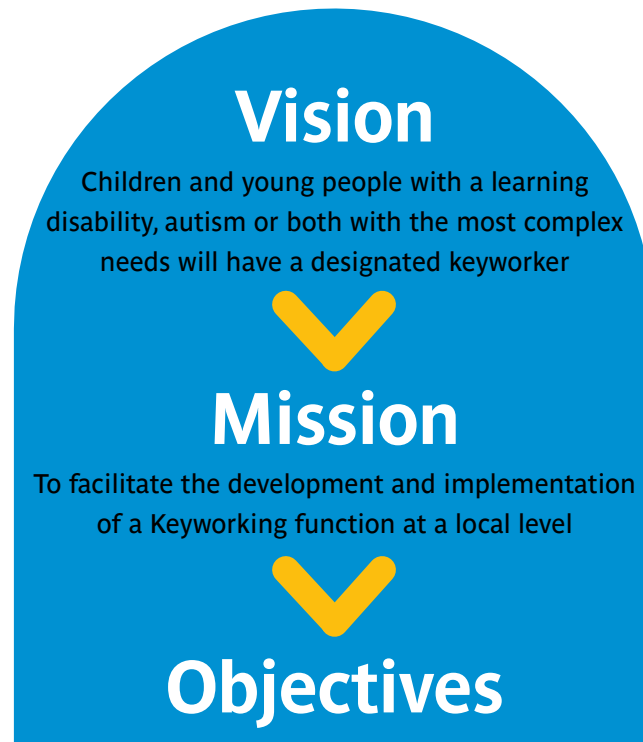 Vision
Children and young people with a learning
disability, autism or both with the most complex
needs will have a designated keyworker
Mission
To facilitate the development and implementation
of a Keyworking function at a local level
Objectives